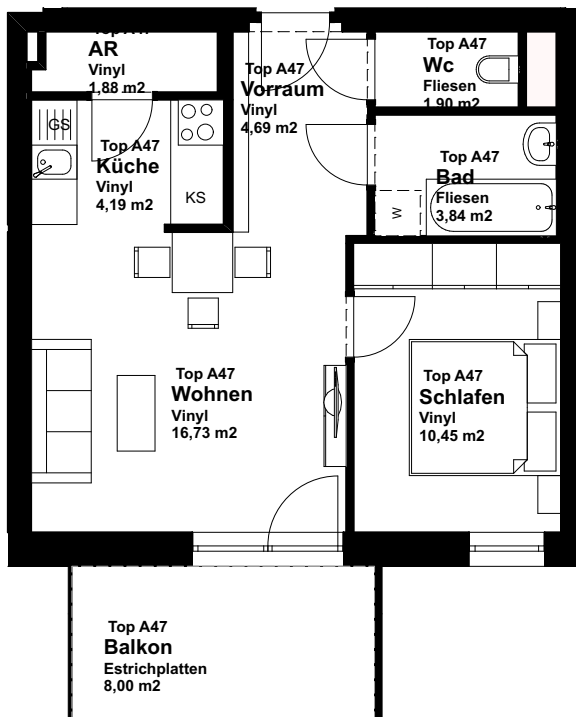 AR
Vinyl
1,88 m2
Top A47
Vorraum
Vinyl
4,69 m2
Top A47
Wc
Fliesen
1,90 m2
GS
Top A47
Küche
Vinyl
4,19 m2
KS
Top A47
Bad
Fliesen
3,84 m2
W
Top A47
Wohnen
Vinyl
16,73 m2
Top A47
Schlafen
Vinyl
10,45 m2
Top A47
Balkon
Estrichplatten
8,00 m2